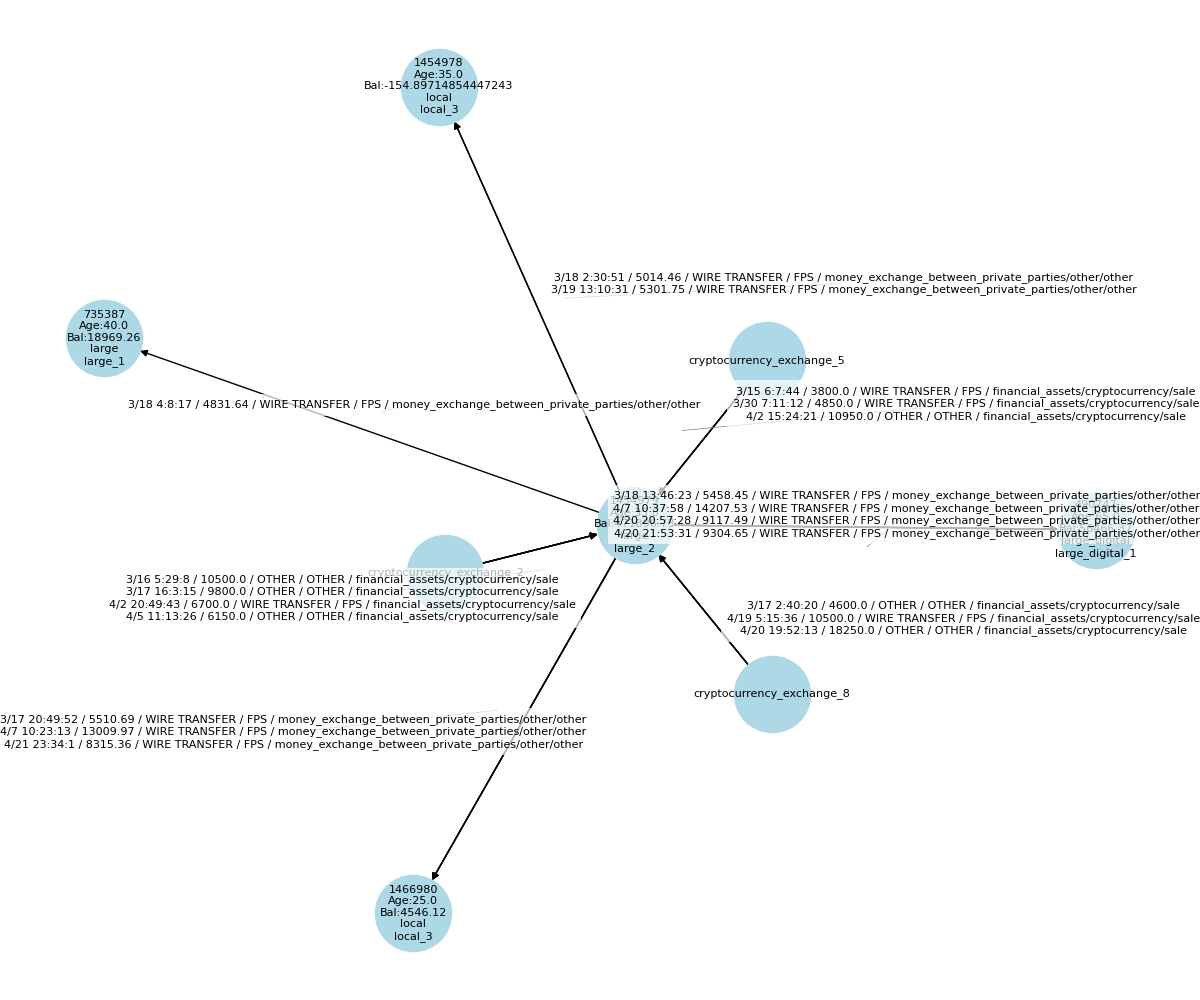 1454978
Age:35.0
Bal:-154.89714854447243
local
local_3
3/18 2:30:51 / 5014.46 / WIRE TRANSFER / FPS / money_exchange_between_private_parties/other/other
3/19 13:10:31 / 5301.75 / WIRE TRANSFER / FPS / money_exchange_between_private_parties/other/other
735387
Age:40.0
Bal:18969.26
large
large_1
3/18 4:8:17 / 4831.64 / WIRE TRANSFER / FPS / money_exchange_between_private_parties/other/other
cryptocurrency_exchange_5
3/15 6:7:44 / 3800.0 / WIRE TRANSFER / FPS / financial_assets/cryptocurrency/sale
3/30 7:11:12 / 4850.0 / WIRE TRANSFER / FPS / financial_assets/cryptocurrency/sale
4/2 15:24:21 / 10950.0 / OTHER / OTHER / financial_assets/cryptocurrency/sale
3/18 13:46:23 / 5458.45 / WIRE TRANSFER / FPS / money_exchange_between_private_parties/other/other
4/7 10:37:58 / 14207.53 / WIRE TRANSFER / FPS / money_exchange_between_private_parties/other/other
4/20 20:57:28 / 9117.49 / WIRE TRANSFER / FPS / money_exchange_between_private_parties/other/other
4/20 21:53:31 / 9304.65 / WIRE TRANSFER / FPS / money_exchange_between_private_parties/other/other
large_2
large_digital
large_digital_1
cryptocurrency_exchange_2
3/16 5:29:8 / 10500.0 / OTHER / OTHER / financial_assets/cryptocurrency/sale
3/17 16:3:15 / 9800.0 / OTHER / OTHER / financial_assets/cryptocurrency/sale
4/2 20:49:43 / 6700.0 / WIRE TRANSFER / FPS / financial_assets/cryptocurrency/sale
4/5 11:13:26 / 6150.0 / OTHER / OTHER / financial_assets/cryptocurrency/sale
3/17 2:40:20 / 4600.0 / OTHER / OTHER / financial_assets/cryptocurrency/sale
4/19 5:15:36 / 10500.0 / WIRE TRANSFER / FPS / financial_assets/cryptocurrency/sale
4/20 19:52:13 / 18250.0 / OTHER / OTHER / financial_assets/cryptocurrency/sale
cryptocurrency_exchange_8
3/17 20:49:52 / 5510.69 / WIRE TRANSFER / FPS / money_exchange_between_private_parties/other/other
4/7 10:23:13 / 13009.97 / WIRE TRANSFER / FPS / money_exchange_between_private_parties/other/other
4/21 23:34:1 / 8315.36 / WIRE TRANSFER / FPS / money_exchange_between_private_parties/other/other
1466980
Age:25.0
Bal:4546.12
local
local_3